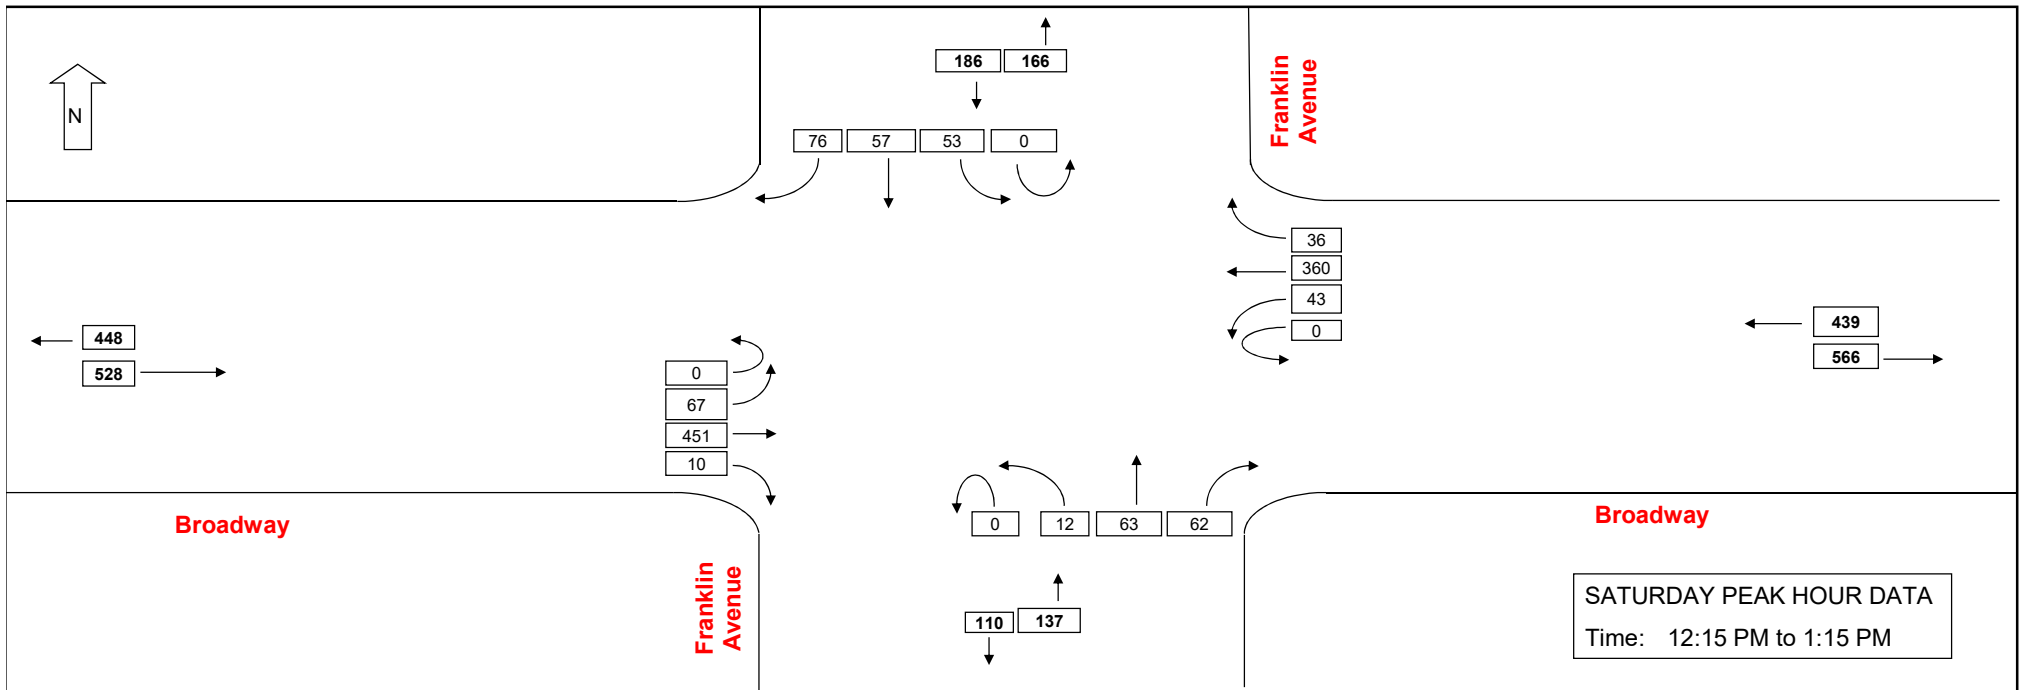 186 166
N
Franklin
Avenue
76 57 53 0
36
360
43
0
448
528
439
566
0
67
451
10
0 12 63 62
Broadway
Broadway
Franklin
Avenue
110 137
SATURDAY PEAK HOUR DATA
Time: 12:15 PM to 1:15 PM